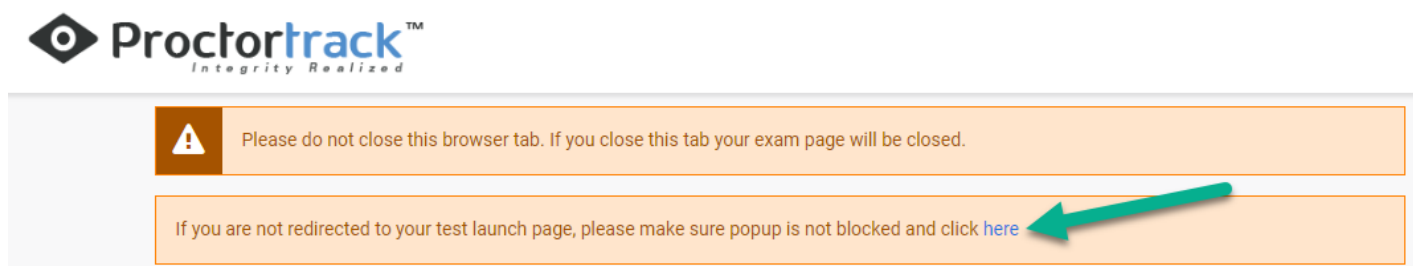 Proctortrack™
Integrity Realized
Please do not close this browser tab. If you close this tab your exam page will be closed.
If you are not redirected to your test launch page, please make sure popup is not blocked and click here